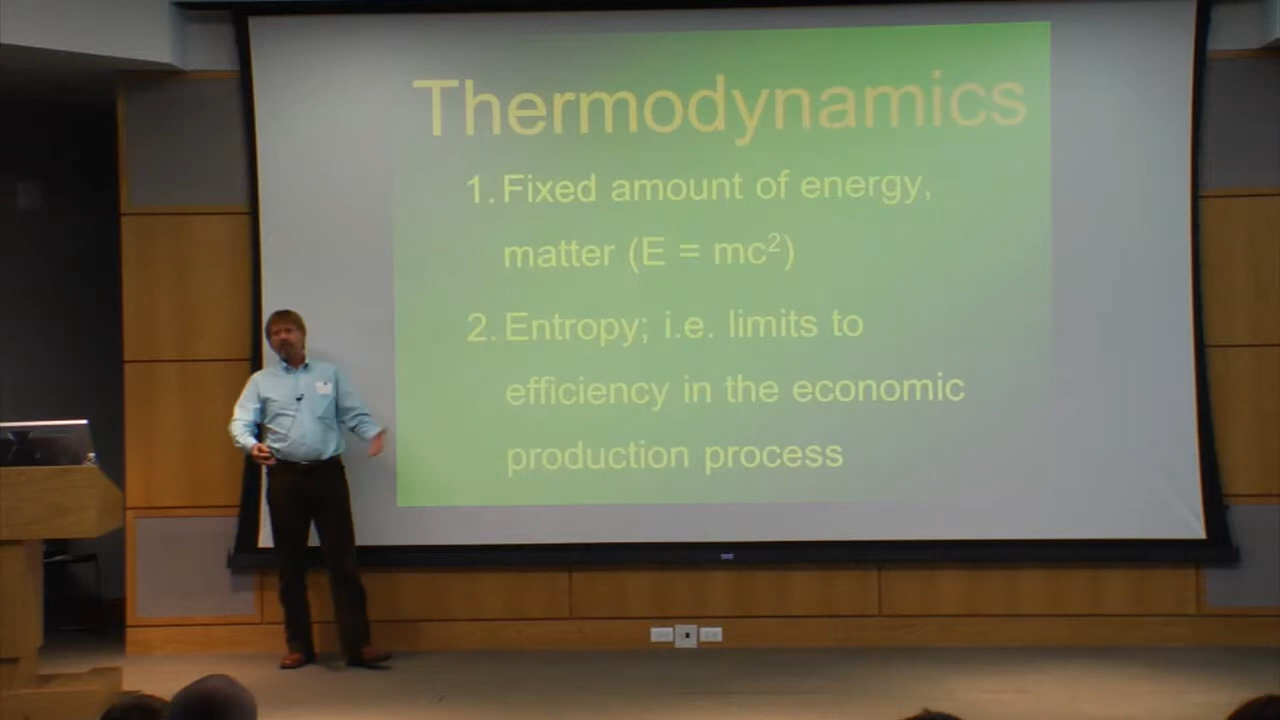 Thermodynamics
1. Fixed amount of energy,
matter (E = mc²)
2. Entropy; i.e. limits to
efficiency in the economic
production process